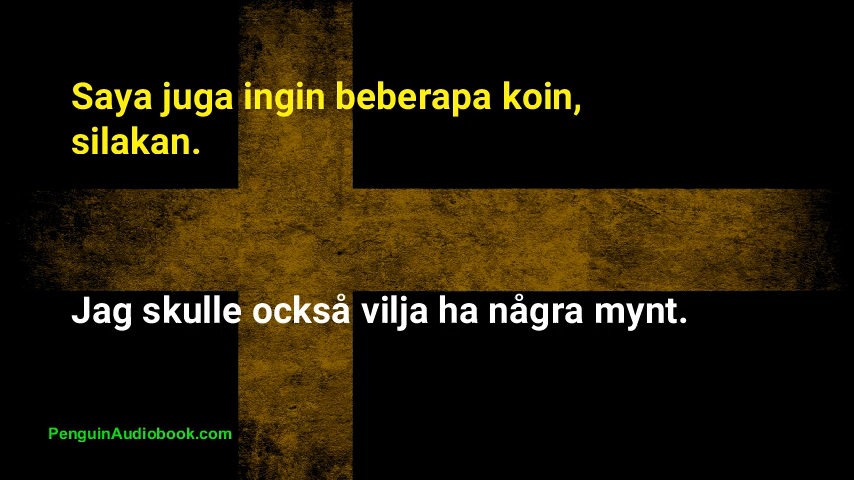 Saya juga ingin beberapa koin,
silakan.
Jag skulle också vilja ha några mynt.
PenguinAudiobook.com